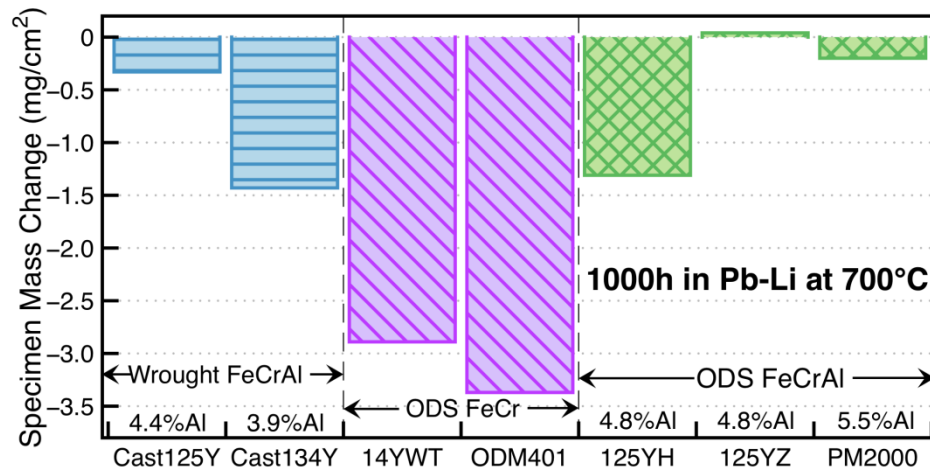 Specimen Mass Change (mg/cm²)
0
−0.5
−1.0
−1.5
−2.0
−2.5
−3.0
−3.5
1000h in Pb-Li at 700°C
Wrought FeCrAl
ODS FeCr
ODS FeCrAl
4.4%Al 3.9%Al 4.8%Al 4.8%Al 5.5%Al
Cast125Y Cast134Y 14YWT ODM401 125YH 125YZ PM2000